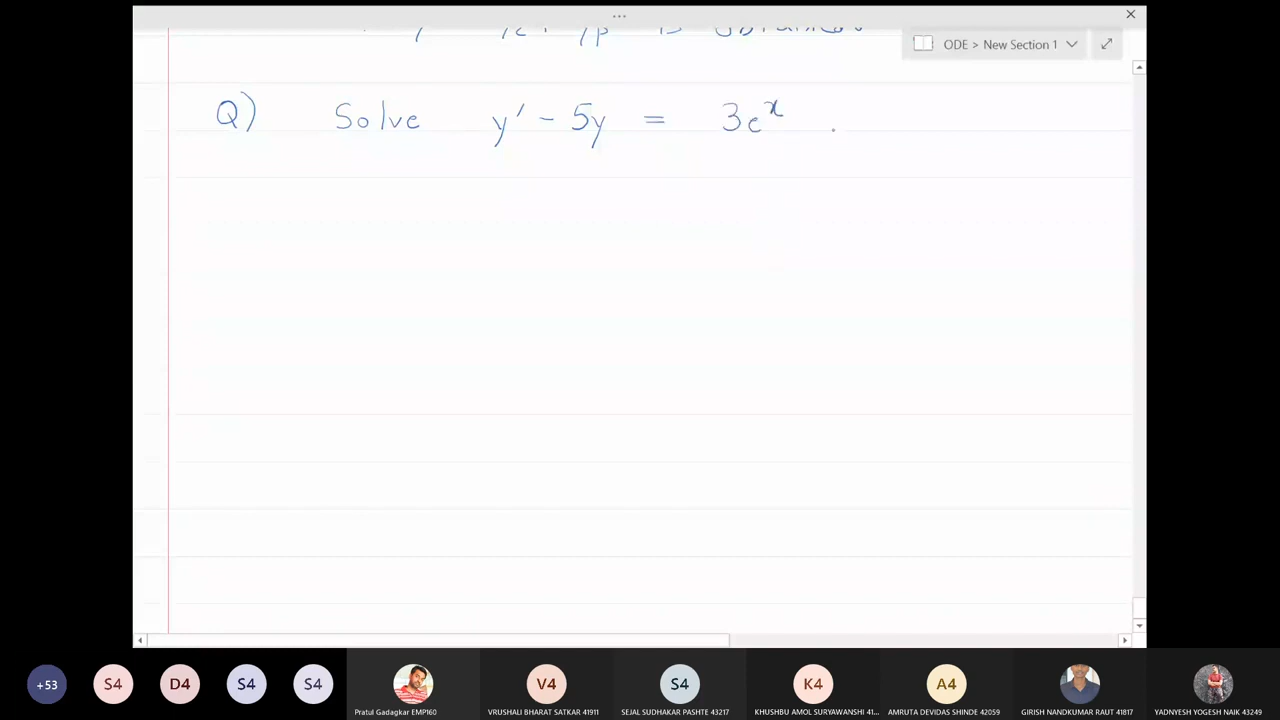 ODE > New Section 1
Q) Solve y' - 5y = 3e^x .
+53
S4
D4
S4
S4
Pratul Gadagkar EMP160
V4
VRUSHALI BHARAT SATKAR 41911
S4
SEJAL SUDHAKAR PASHTE 43217
K4
KHUSHBU AMOL SURYAWANSHI 41...
A4
AMRUTA DEVIDAS SHINDE 42059
GIRISH NANDKUMAR RAUT 41817
YADNYESH YOGESH NAIK 43249